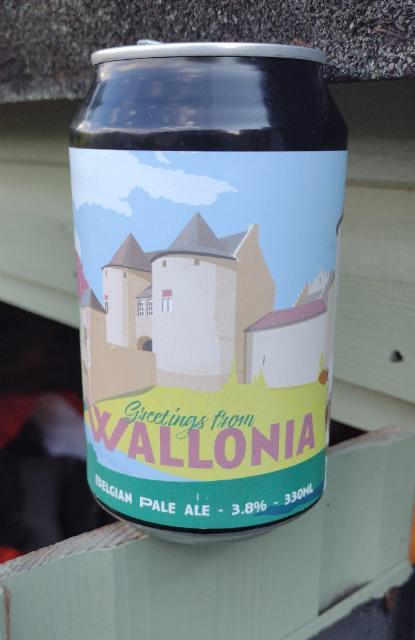 Greetings from
WALLONIA
BELGIAN PALE ALE - 3.8% - 330ML